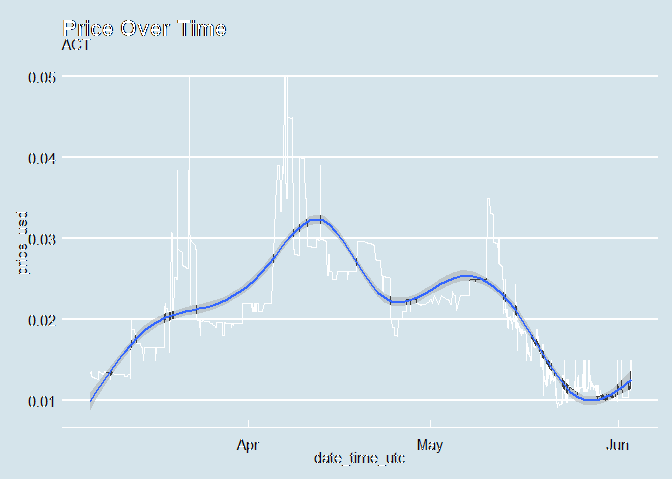 Price Over Time
ACT
0.05
0.04
0.03
0.02
0.01
price_usd
Apr
May
Jun
date_time_utc